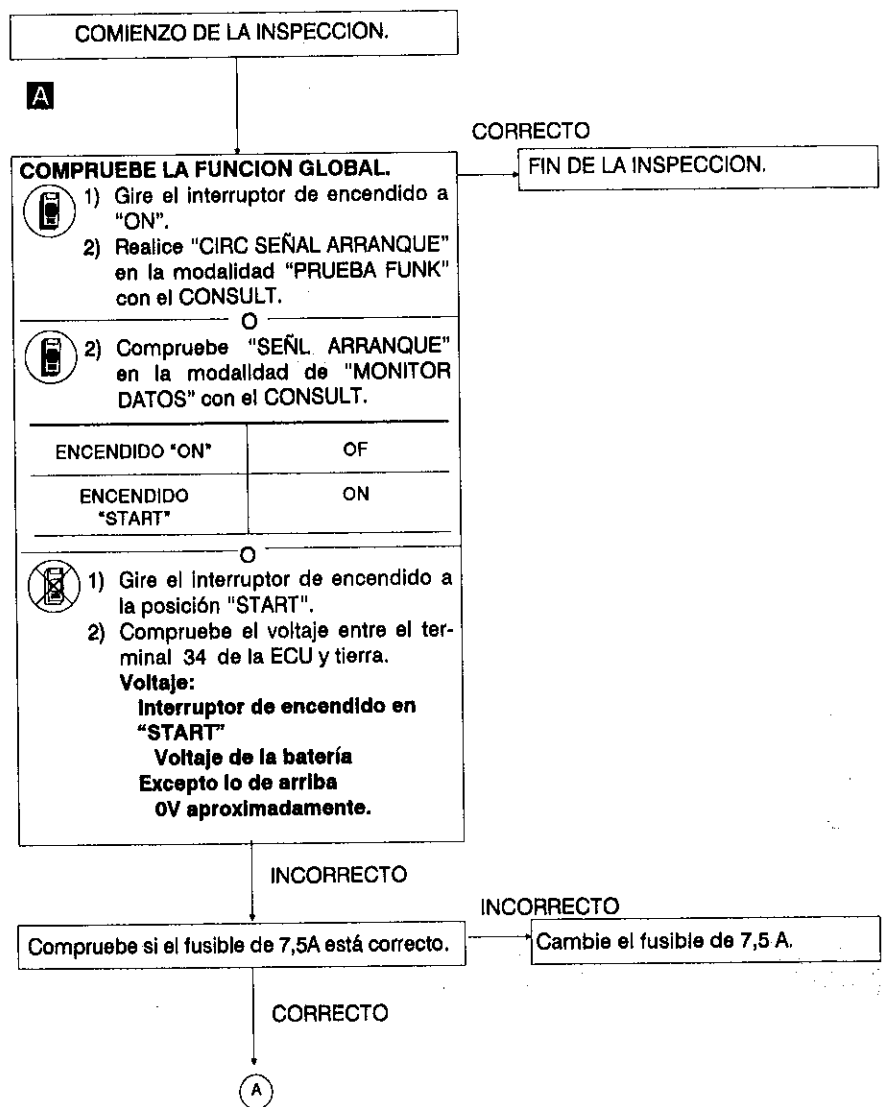 COMIENZO DE LA INSPECCION.
A
CORRECTO
COMPRUEBE LA FUNCION GLOBAL.
FIN DE LA INSPECCION.
1) Gire el interruptor de encendido a
"ON".
2) Realice "CIRC SEÑAL ARRANQUE"
en la modalidad "PRUEBA FUNK"
con el CONSULT.
O
2) Compruebe "SEÑL ARRANQUE"
en la modalidad de "MONITOR
DATOS" con el CONSULT.
ENCENDIDO "ON" OF
ENCENDIDO ON
"START"
O
1) Gire el interruptor de encendido a
la posición "START".
2) Compruebe el voltaje entre el ter-
minal 34 de la ECU y tierra.
Voltaje:
Interruptor de encendido en
"START"
Voltaje de la batería
Excepto lo de arriba
0V aproximadamente.
INCORRECTO
INCORRECTO
Compruebe si el fusible de 7,5A está correcto.
Cambie el fusible de 7,5 A.
CORRECTO
A